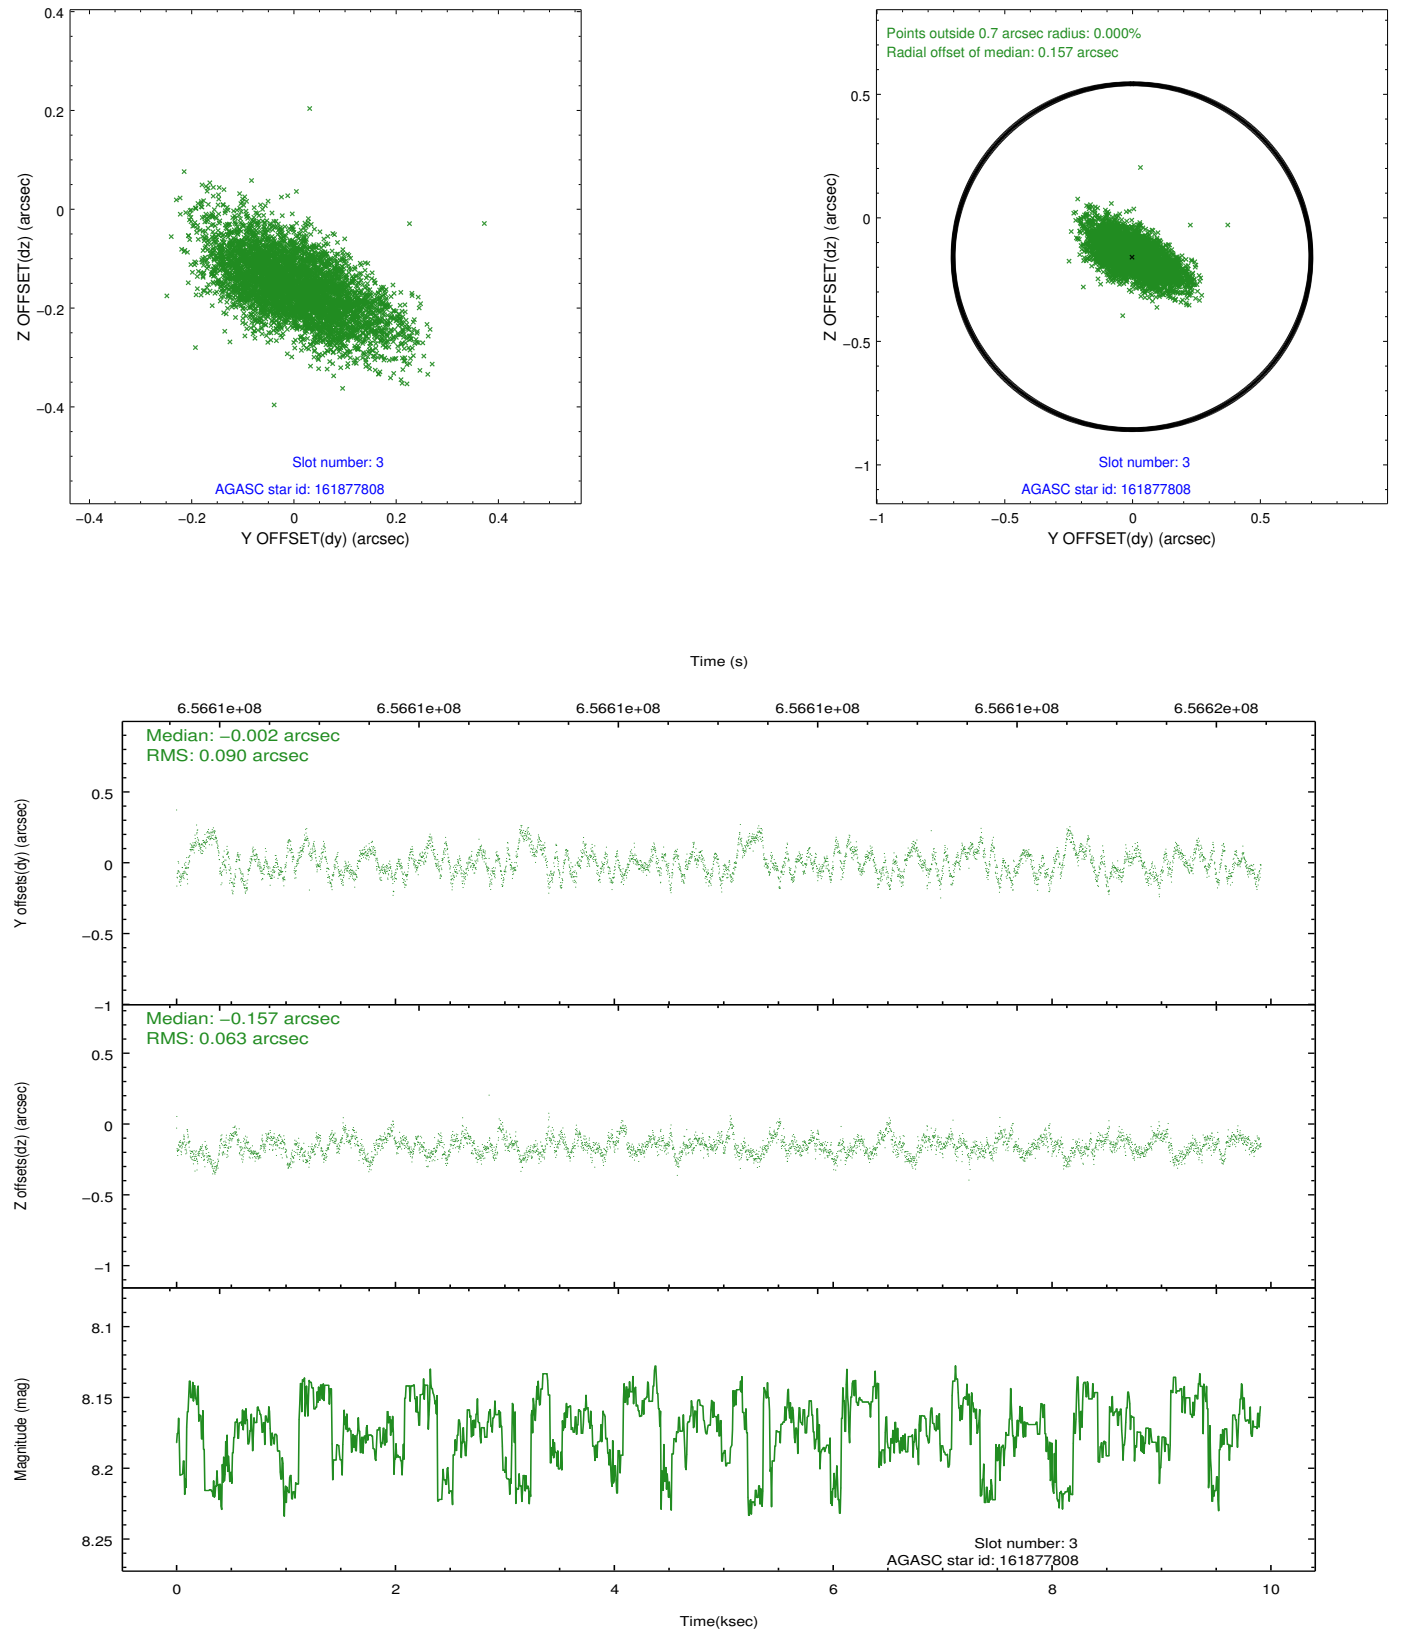 0.4
0.2
0
−0.2
−0.4
Z OFFSET(dz) (arcsec)
Slot number: 3
AGASC star id: 161877808
−0.4 −0.2 0 0.2 0.4
Y OFFSET(dy) (arcsec)
Points outside 0.7 arcsec radius: 0.000%
Radial offset of median: 0.157 arcsec
0.5
0
−0.5
−1
Z OFFSET(dz) (arcsec)
Slot number: 3
AGASC star id: 161877808
−1 −0.5 0 0.5
Y OFFSET(dy) (arcsec)
Time (s)
6.5661e+08 6.5661e+08 6.5661e+08 6.5661e+08 6.5661e+08 6.5662e+08
Median: −0.002 arcsec
RMS: 0.090 arcsec
0.5
0
−0.5
−1
Y offsets(dy) (arcsec)
Median: −0.157 arcsec
RMS: 0.063 arcsec
0.5
0
−0.5
−1
Z offsets(dz) (arcsec)
8.1
8.15
8.2
8.25
Magnitude (mag)
Slot number: 3
AGASC star id: 161877808
0 2 4 6 8 10
Time(ksec)